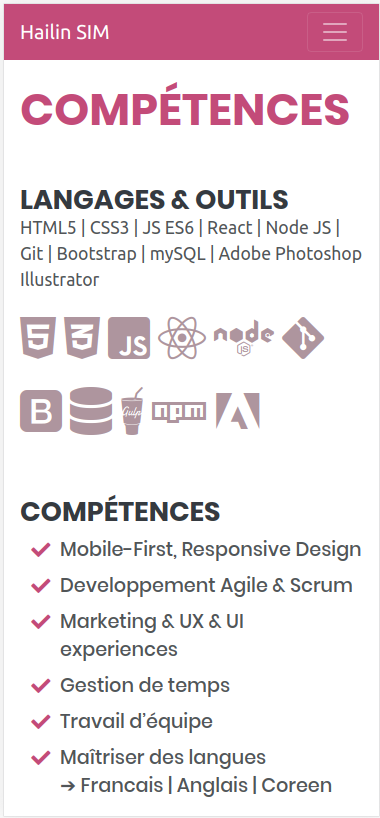 Hailin SIM
COMPÉTENCES
LANGAGES & OUTILS
HTML5 | CSS3 | JS ES6 | React | Node JS |
Git | Bootstrap | mySQL | Adobe Photoshop
Illustrator
5 3 JS node JS
B Gulp npm A
COMPÉTENCES
Mobile-First, Responsive Design
Developpement Agile & Scrum
Marketing & UX & UI
experiences
Gestion de temps
Travail d’équipe
Maîtriser des langues
➔ Francais | Anglais | Coreen